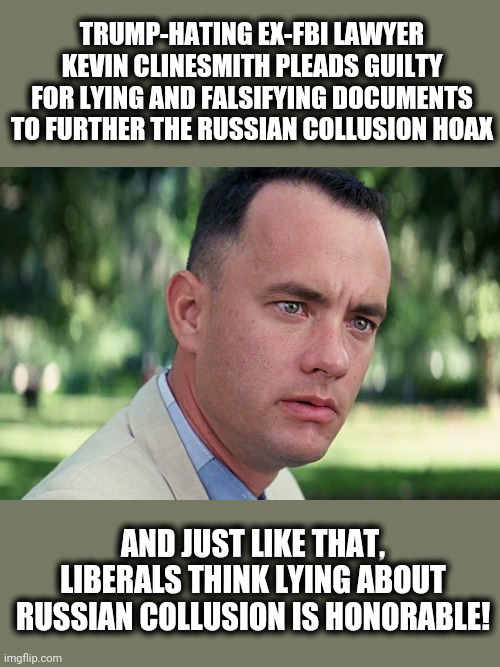 TRUMP-HATING EX-FBI LAWYER
KEVIN CLINESMITH PLEADS GUILTY
FOR LYING AND FALSIFYING DOCUMENTS
TO FURTHER THE RUSSIAN COLLUSION HOAX
AND JUST LIKE THAT,
LIBERALS THINK LYING ABOUT
RUSSIAN COLLUSION IS HONORABLE!
imgflip.com